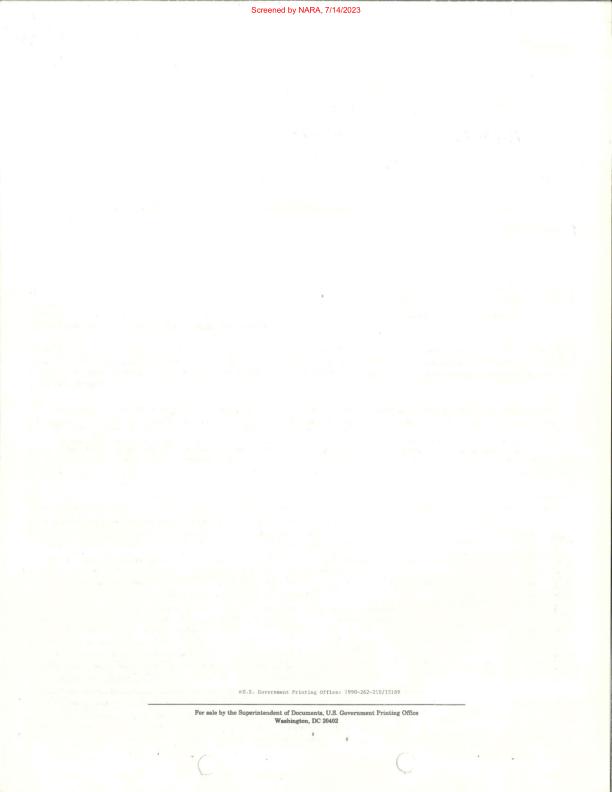 Screened by NARA, 7/14/2023
☆U.S. Government Printing Office: 1990-262-210/15189
For sale by the Superintendent of Documents, U.S. Government Printing Office
Washington, DC 20402